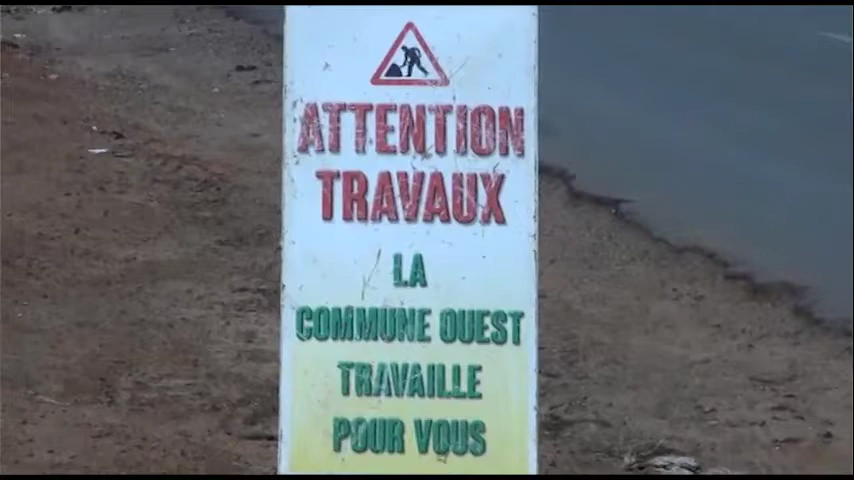 ATTENTION
TRAVAUX
LA
COMMUNE OUEST
TRAVAILLE
POUR VOUS